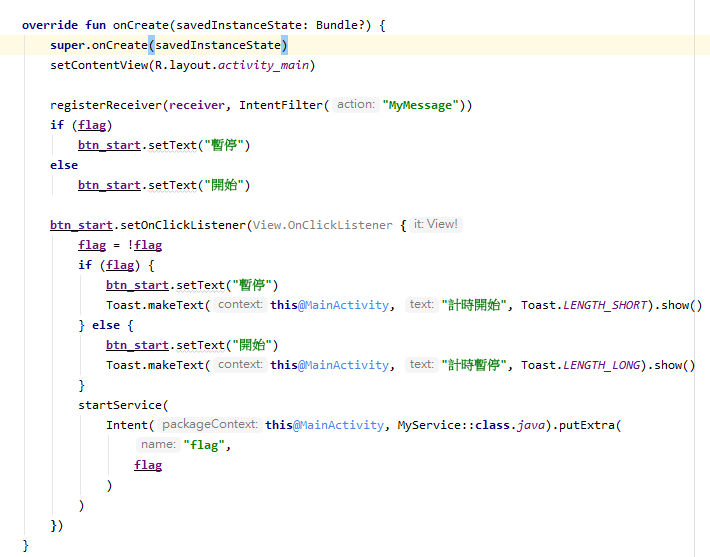 override fun onCreate(savedInstanceState: Bundle?) {
super.onCreate(savedInstanceState)
setContentView(R.layout.activity_main)
registerReceiver(receiver, IntentFilter( action: "MyMessage"))
if (flag)
btn_start.setText("暫停")
else
btn_start.setText("開始")
btn_start.setOnClickListener(View.OnClickListener { it: View!
flag = !flag
if (flag) {
btn_start.setText("暫停")
Toast.makeText( context: this@MainActivity, text: "計時開始", Toast.LENGTH_SHORT).show()
} else {
btn_start.setText("開始")
Toast.makeText( context: this@MainActivity, text: "計時暫停", Toast.LENGTH_LONG).show()
}
startService(
Intent( packageContext: this@MainActivity, MyService::class.java).putExtra(
name: "flag",
flag
)
)
})
}